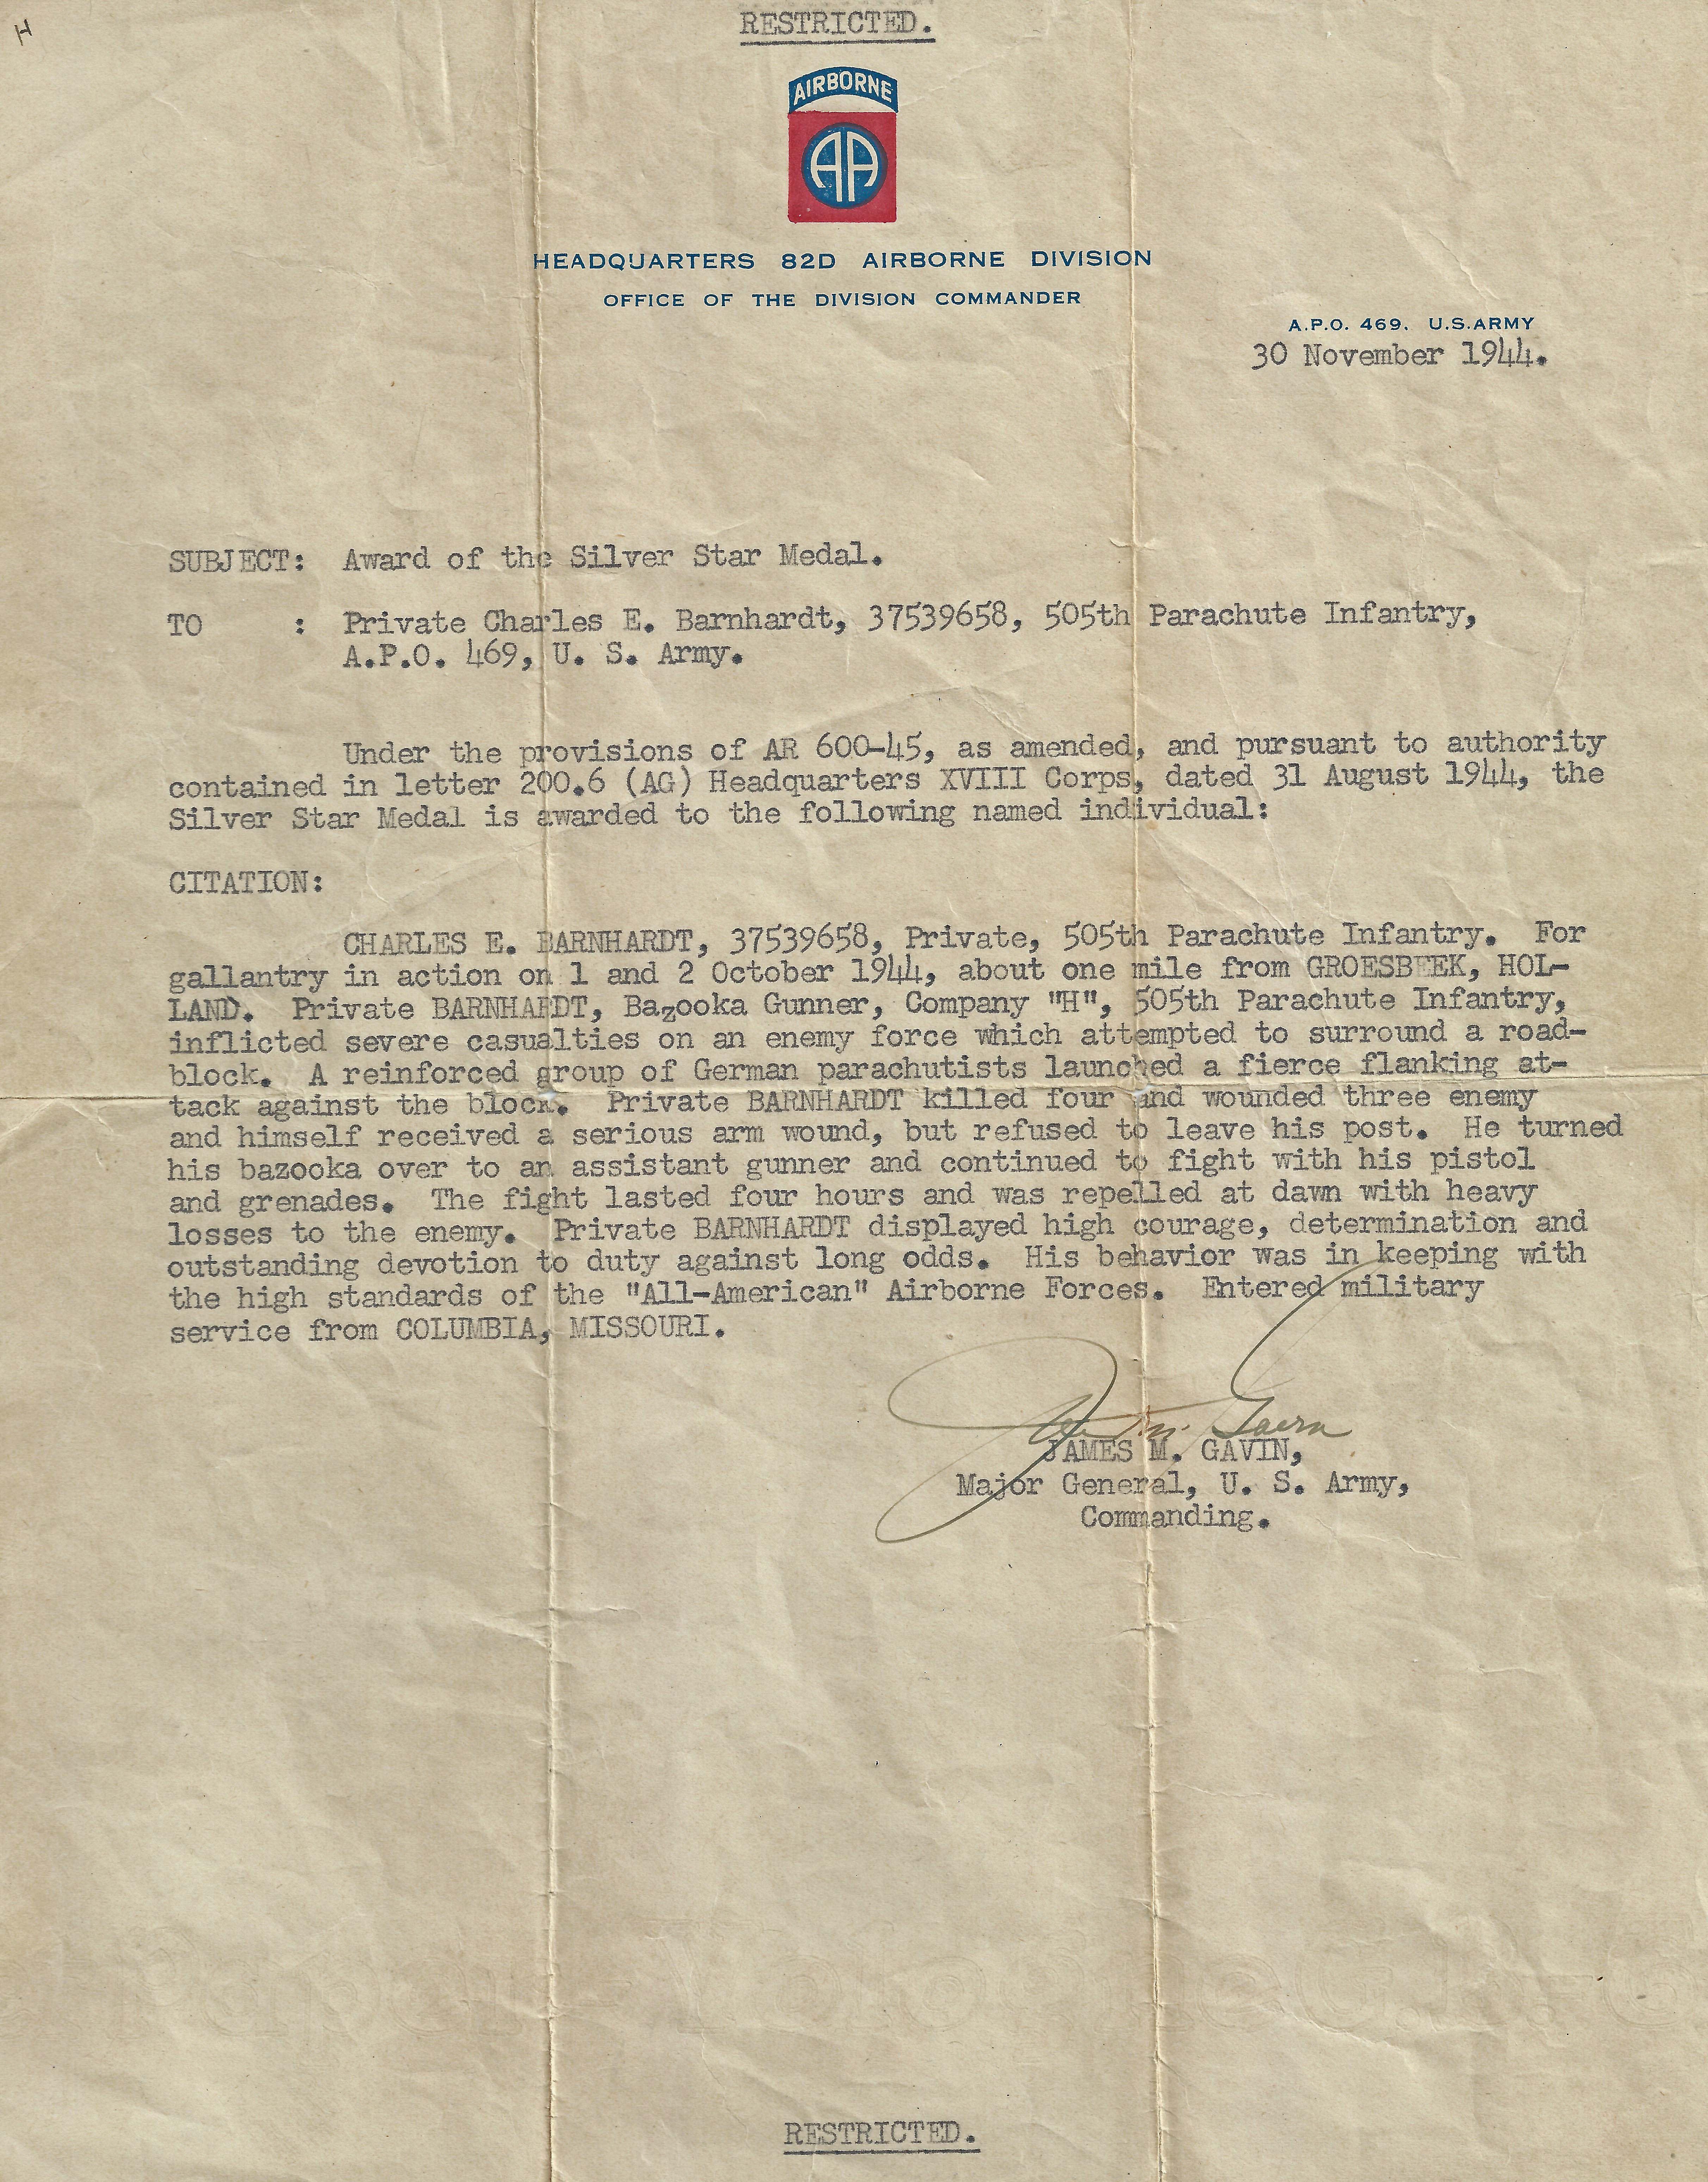 H
RESTRICTED.
AIRBORNE
AA
HEADQUARTERS 82D AIRBORNE DIVISION
OFFICE OF THE DIVISION COMMANDER
A.P.O. 469. U.S.ARMY
30 November 1944.
SUBJECT: Award of the Silver Star Medal.
TO : Private Charles E. Barnhardt, 37539658, 505th Parachute Infantry,
A.P.O. 469, U. S. Army.
Under the provisions of AR 600-45, as amended, and pursuant to authority
contained in letter 200.6 (AG) Headquarters XVIII Corps, dated 31 August 1944, the
Silver Star Medal is awarded to the following named individual:
CITATION:
CHARLES E. BARNHARDT, 37539658, Private, 505th Parachute Infantry. For
gallantry in action on 1 and 2 October 1944, about one mile from GROESBEEK, HOL-
LAND. Private BARNHARDT, Bazooka Gunner, Company "H", 505th Parachute Infantry,
inflicted severe casualties on an enemy force which attempted to surround a road-
block. A reinforced group of German parachutists launched a fierce flanking at-
tack against the block. Private BARNHARDT killed four and wounded three enemy
and himself received a serious arm wound, but refused to leave his post. He turned
his bazooka over to an assistant gunner and continued to fight with his pistol
and grenades. The fight lasted four hours and was repelled at dawn with heavy
losses to the enemy. Private BARNHARDT displayed high courage, determination and
outstanding devotion to duty against long odds. His behavior was in keeping with
the high standards of the "All-American" Airborne Forces. Entered military
service from COLUMBIA, MISSOURI.
JAMES M. GAVIN,
Major General, U. S. Army,
Commanding.
RESTRICTED.